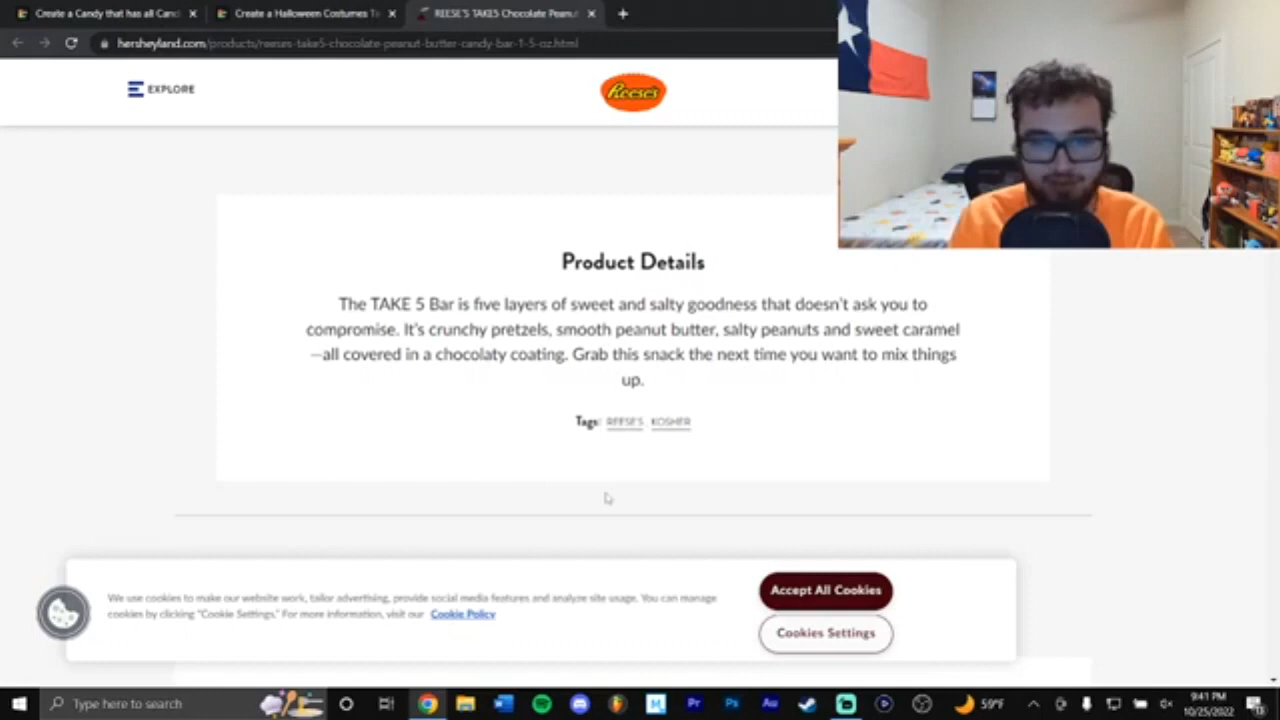 Create a Candy that has all Cand
Create a Halloween Costumes Ti
REESE'S TAKE5 Chocolate Peanut
hersheyland.com/products/reeses-take5-chocolate-peanut-butter-candy-bar-1-5-oz.html
EXPLORE
Reese's
Product Details
The TAKE 5 Bar is five layers of sweet and salty goodness that doesn't ask you to
compromise. It's crunchy pretzels, smooth peanut butter, salty peanuts and sweet caramel
—all covered in a chocolaty coating. Grab this snack the next time you want to mix things
up.
Tags: REESE'S KOSHER
We use cookies to make our website work, tailor advertising, provide social media features and analyze site usage. You can manage
cookies by clicking "Cookie Settings." For more information, visit our Cookie Policy
Accept All Cookies
Cookies Settings
Type here to search
59°F
9:41 PM
10/25/2022